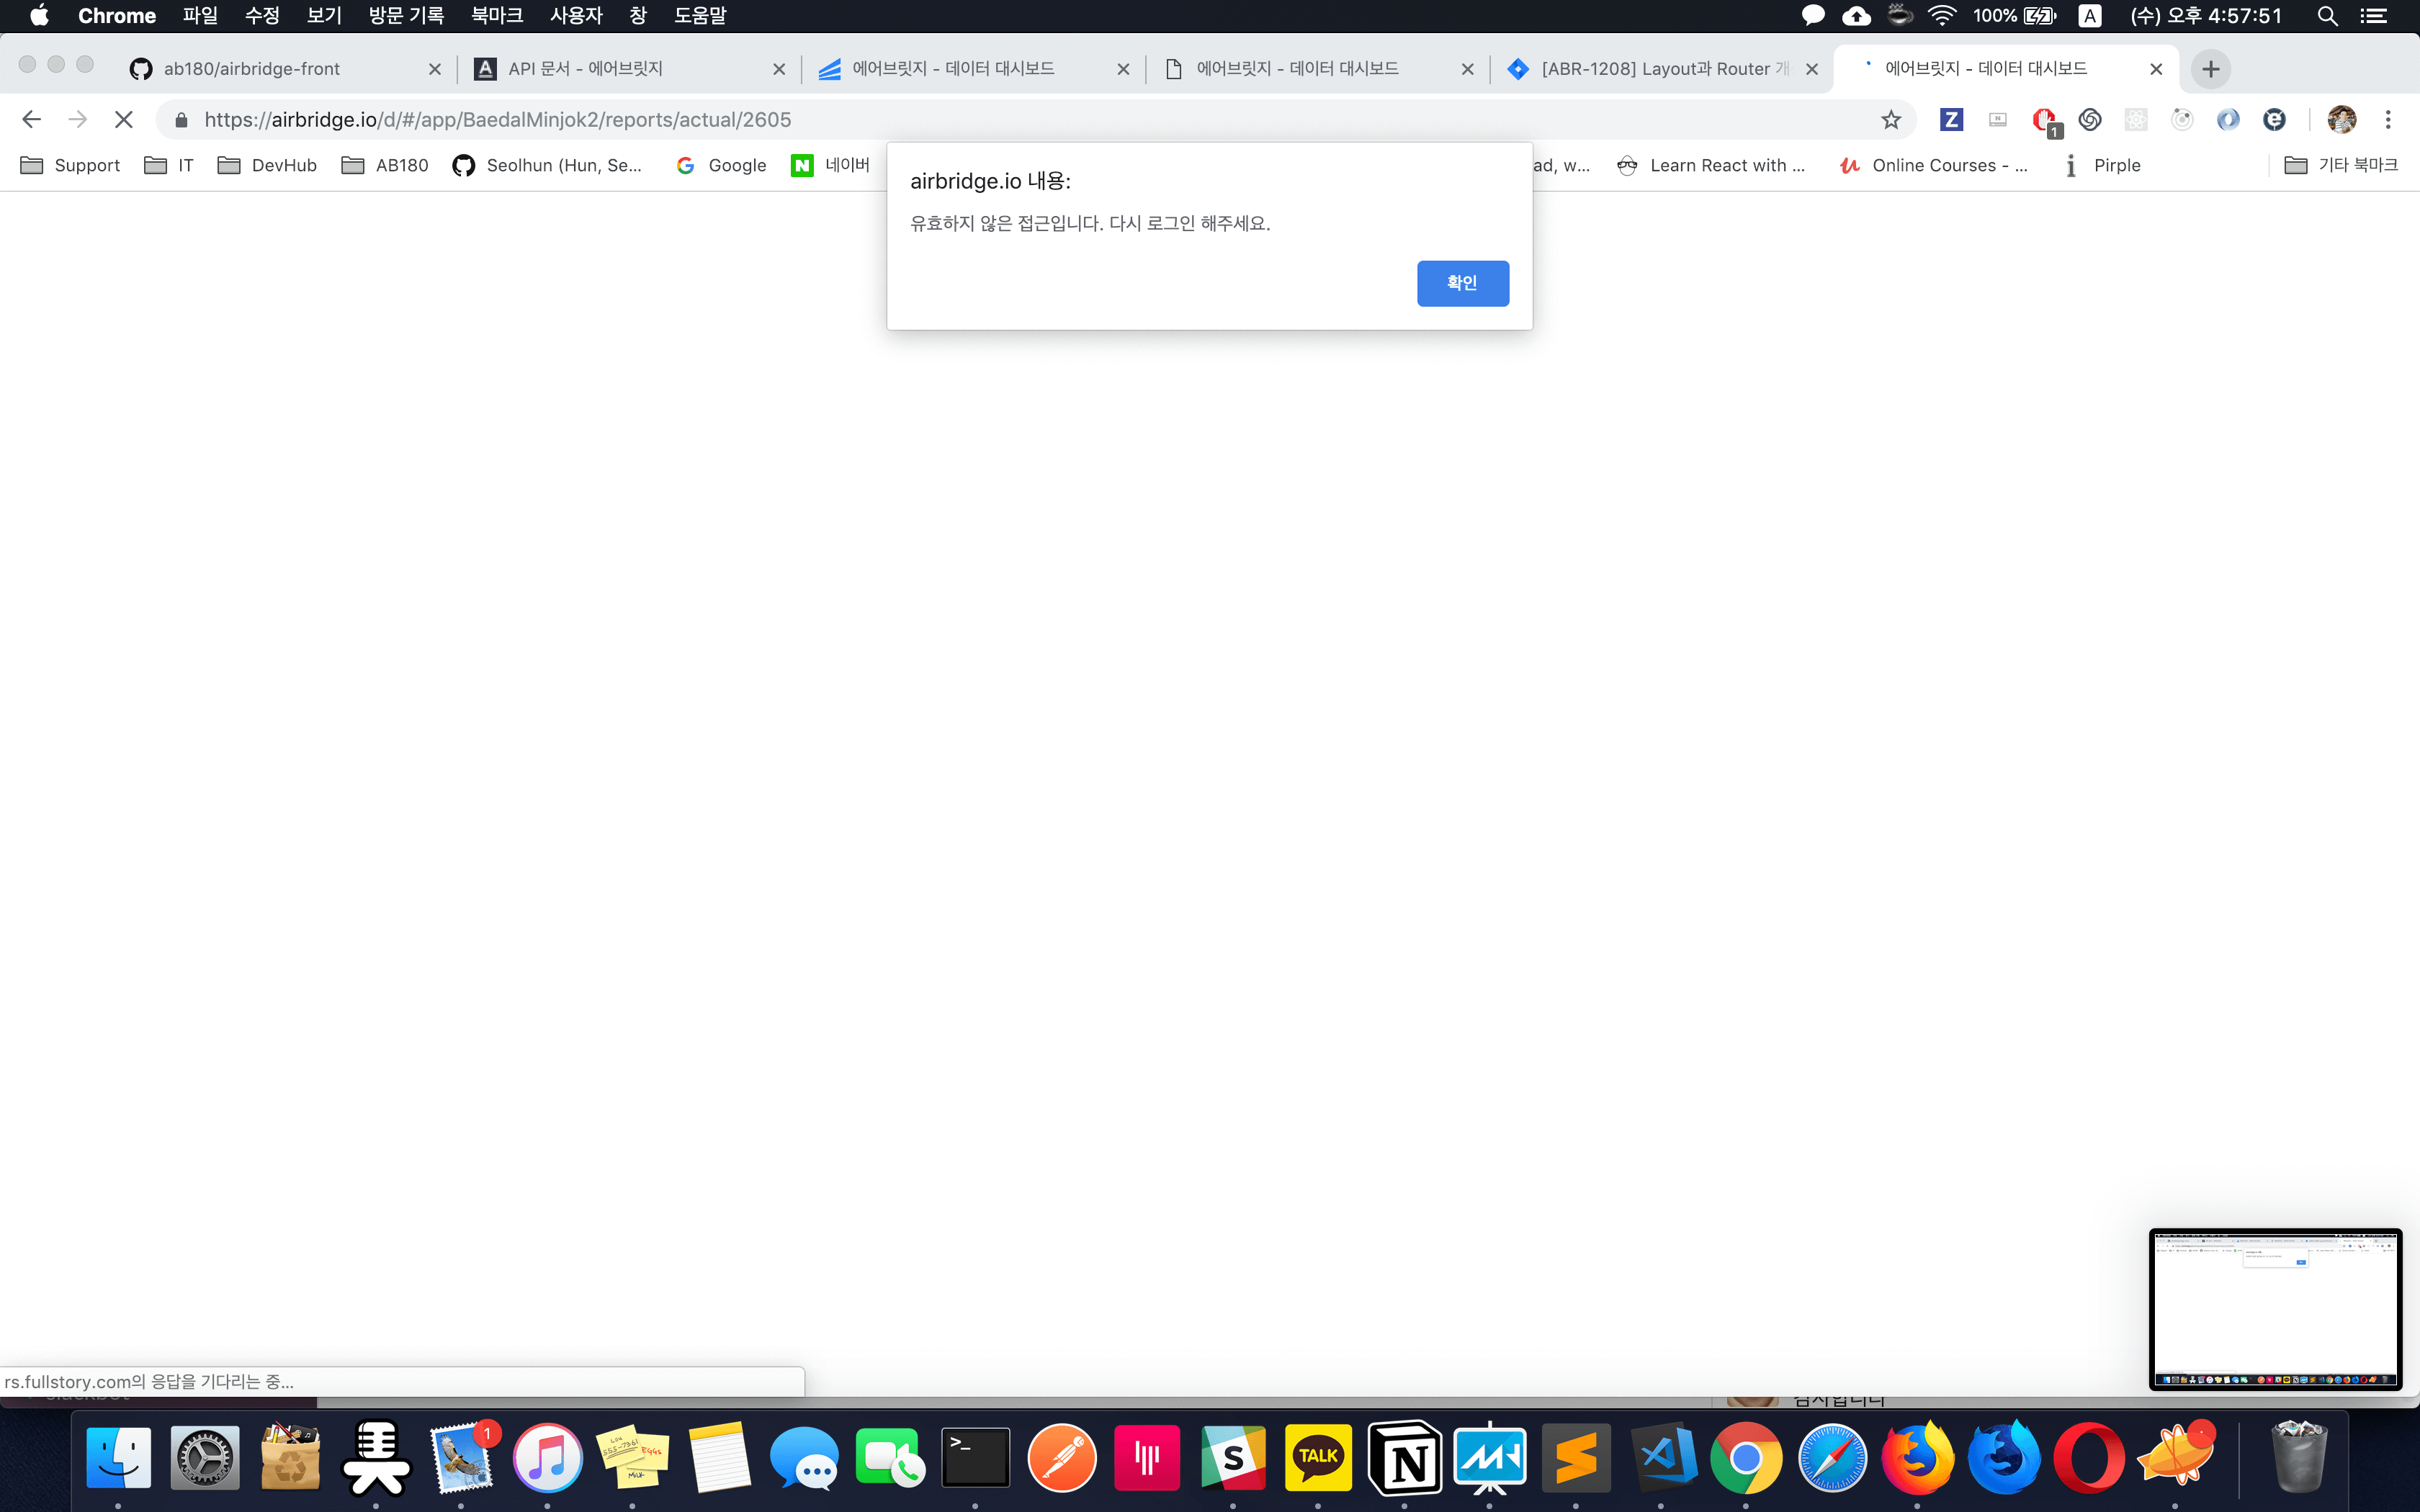 Chrome 파일 수정 보기 방문 기록 북마크 사용자 창 도움말 100% A (수) 오후 4:57:51
ab180/airbridge-front API 문서 - 에어브릿지 에어브릿지 - 데이터 대시보드 에어브릿지 - 데이터 대시보드 [ABR-1208] Layout과 Router 개 에어브릿지 - 데이터 대시보드
https://airbridge.io/d/#/app/BaedalMinjok2/reports/actual/2605 Z 1
Support IT DevHub AB180 Seolhun (Hun, Se... Google 네이버 ad, w... Learn React with ... Online Courses - ... Pirple 기타 북마크
airbridge.io 내용:
유효하지 않은 접근입니다. 다시 로그인 해주세요.
확인
rs.fullstory.com의 응답을 기다리는 중...
감사합니다
1 TALK